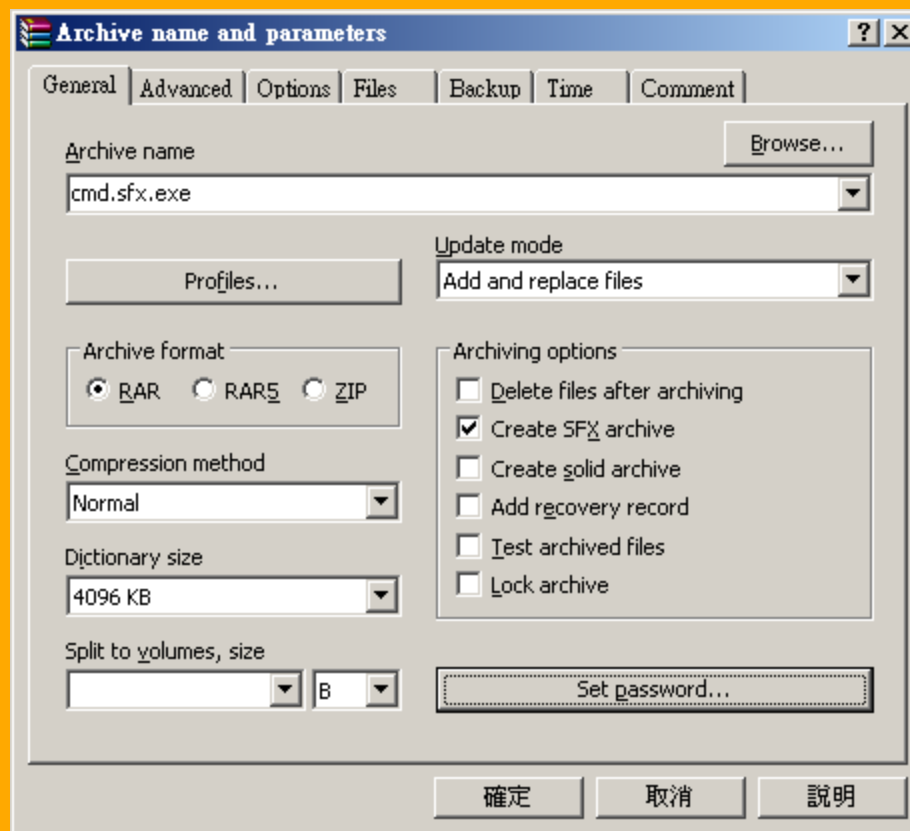 Archive name and parameters
General Advanced Options Files Backup Time Comment
Archive name
Browse...
cmd.sfx.exe
Profiles...
Update mode
Add and replace files
Archive format
RAR RAR5 ZIP
Compression method
Normal
Dictionary size
4096 KB
Split to volumes, size
B
Archiving options
Delete files after archiving
Create SFX archive
Create solid archive
Add recovery record
Test archived files
Lock archive
Set password...
確定 取消 說明